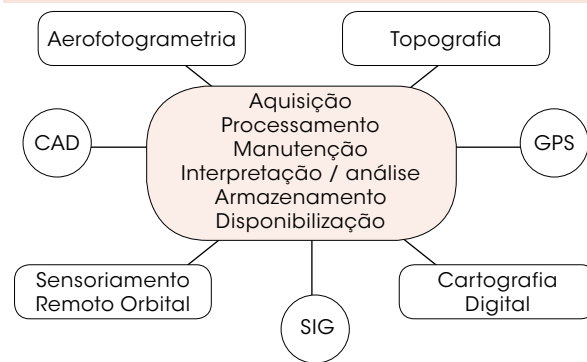 Aerofotogrametria
Topografia
CAD
Aquisição
Processamento
Manutenção
Interpretação / análise
Armazenamento
Disponibilização
GPS
Sensoriamento
Remoto Orbital
SIG
Cartografia
Digital